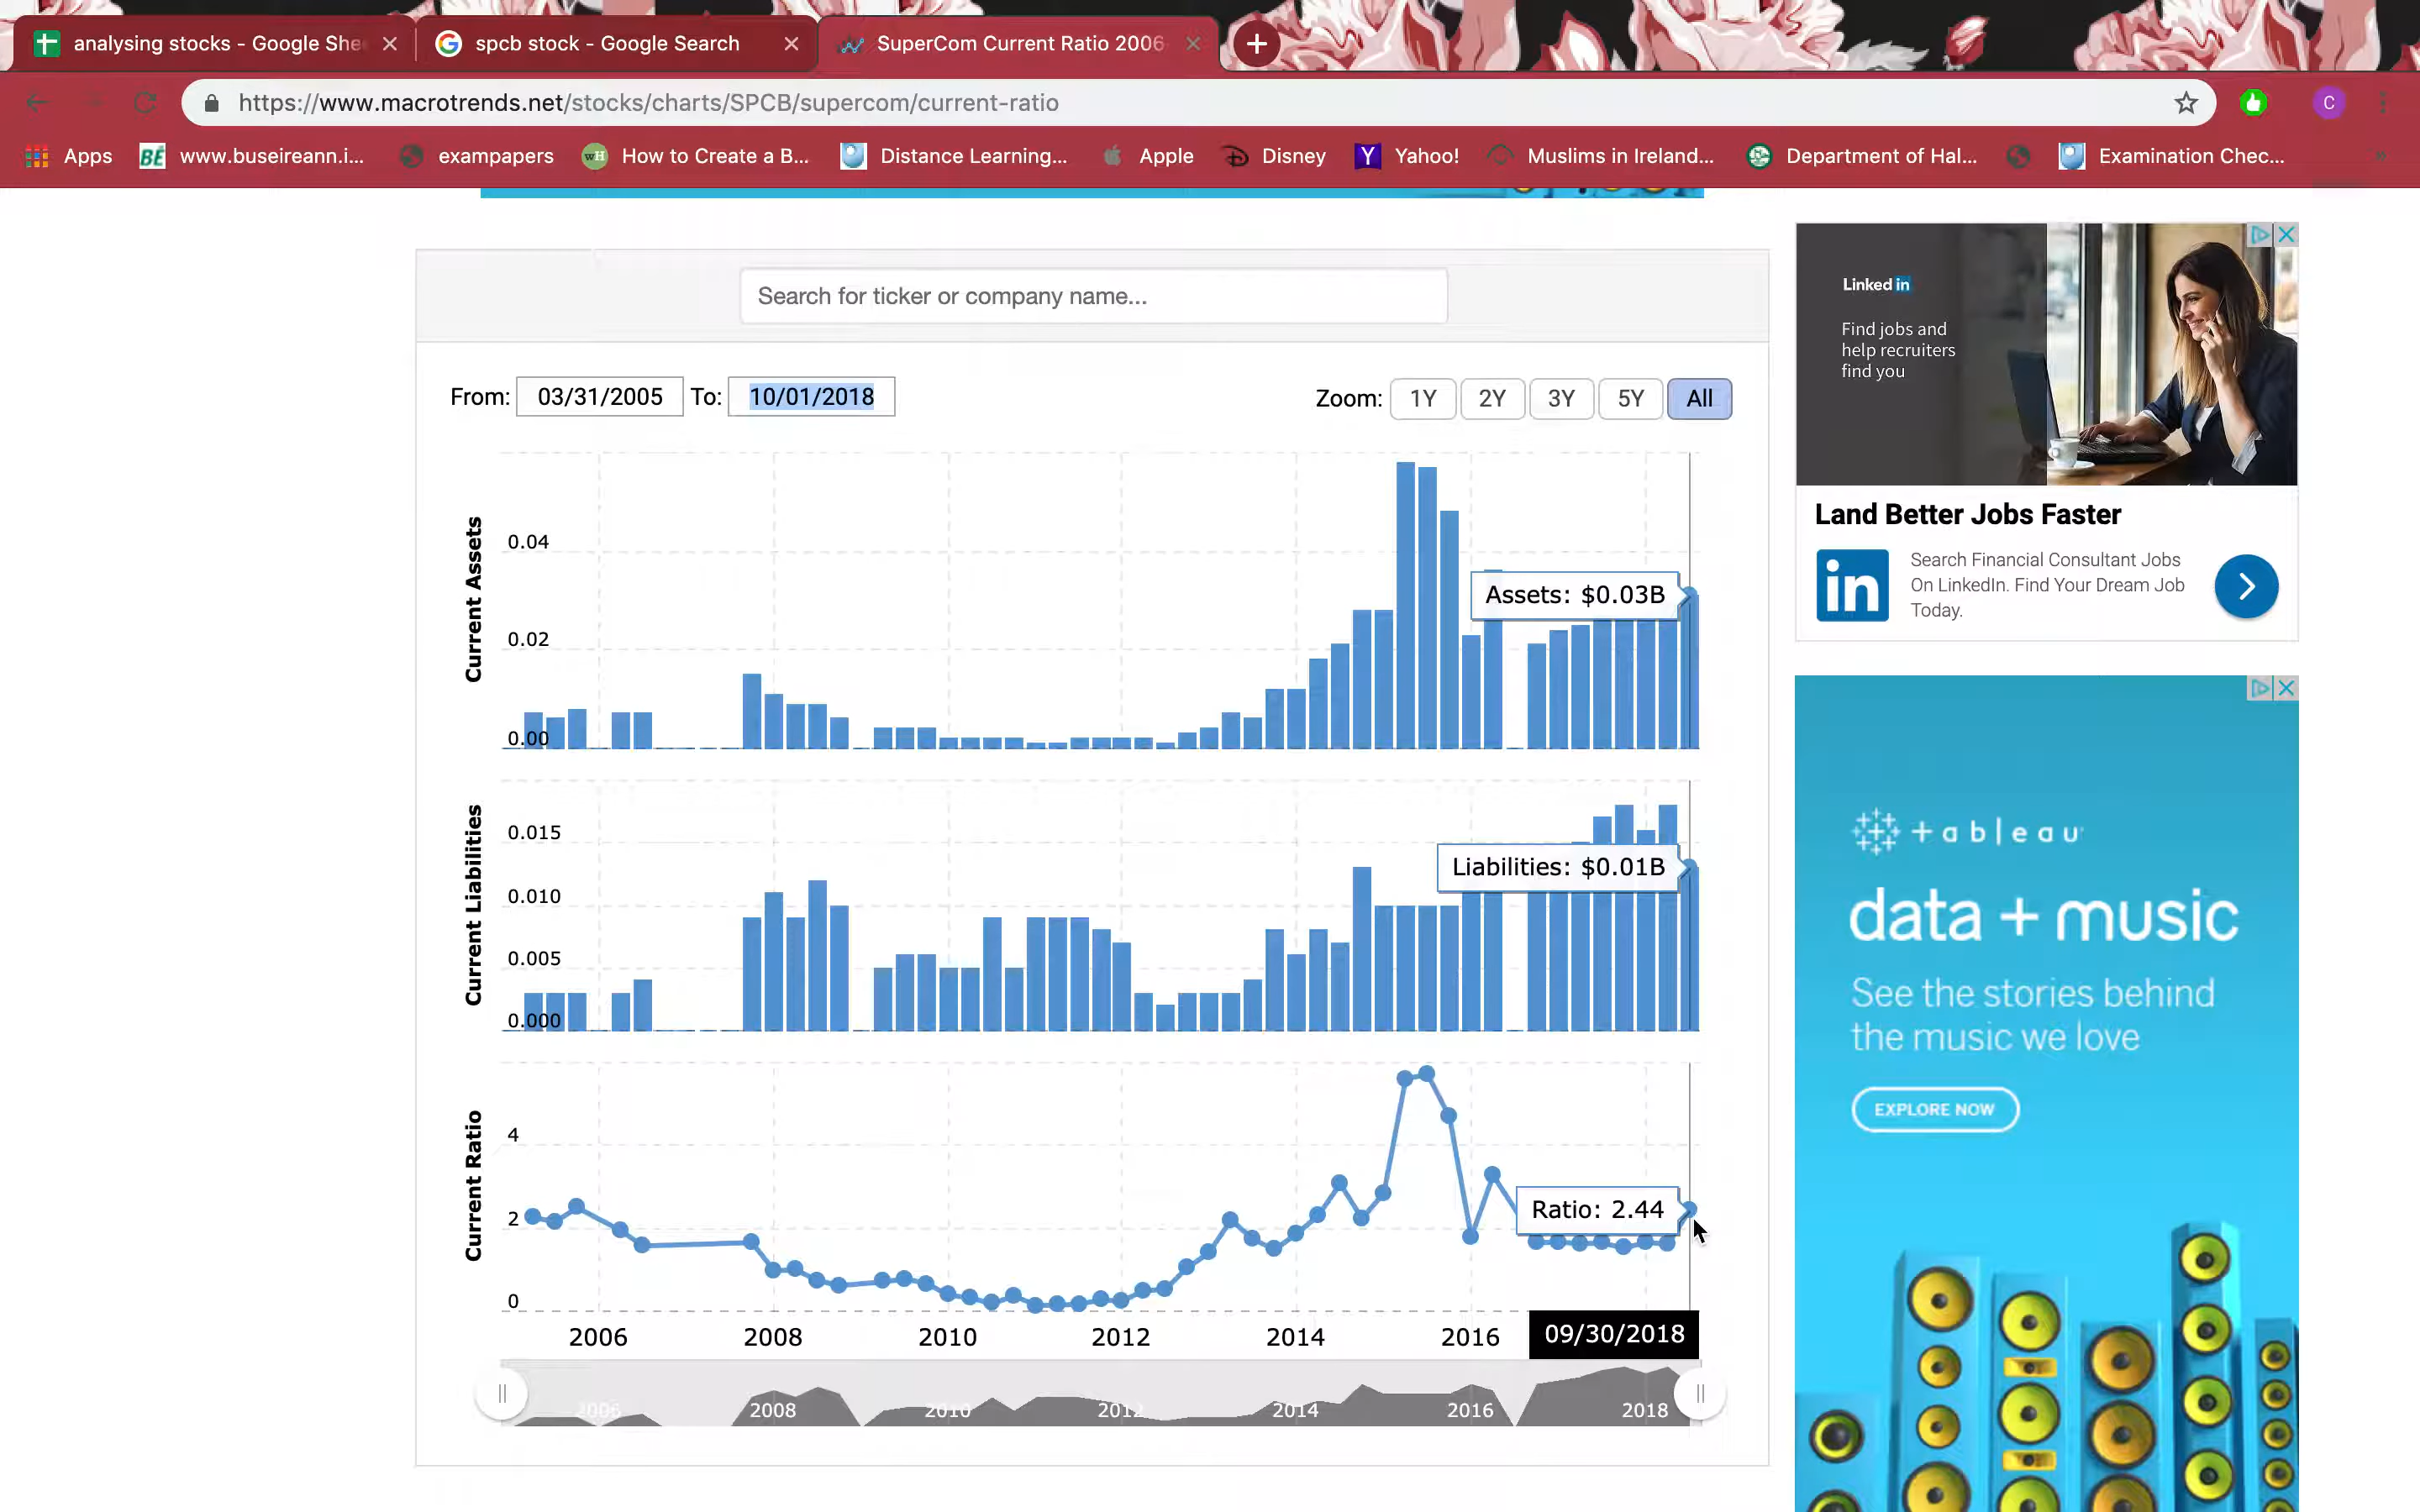 analysing stocks - Google She
spcb stock - Google Search
SuperCom Current Ratio 2006
https://www.macrotrends.net/stocks/charts/SPCB/supercom/current-ratio
C
Apps
BÉ www.buseireann.i...
exampapers
wH How to Create a B...
Distance Learning...
Apple
Disney
Y Yahoo!
Muslims in Ireland...
Department of Hal...
Examination Chec...
»
Search for ticker or company name...
From: 03/31/2005 To: 10/01/2018
Zoom: 1Y 2Y 3Y 5Y All
Current Assets
0.04
0.02
0.00
Assets: $0.03B
Current Liabilities
0.015
0.010
0.005
0.000
Liabilities: $0.01B
Current Ratio
4
2
0
Ratio: 2.44
2006 2008 2010 2012 2014 2016 09/30/2018
2006 2008 2010 2012 2014 2016 2018
Linked in
Find jobs and
help recruiters
find you
Land Better Jobs Faster
in
Search Financial Consultant Jobs
On LinkedIn. Find Your Dream Job
Today.
+ableau
data + music
See the stories behind
the music we love
EXPLORE NOW